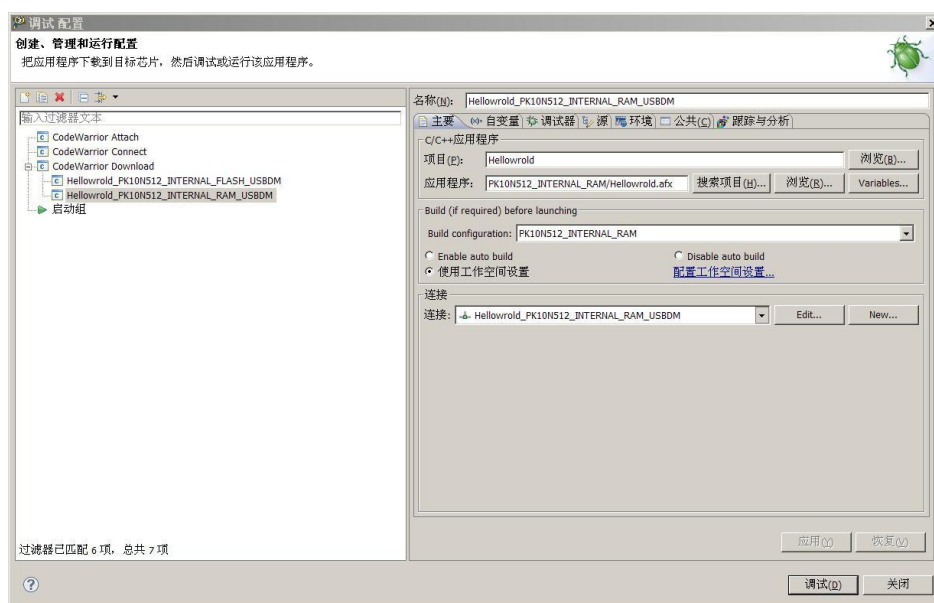 调试 配置
创建、管理和运行配置
把应用程序下载到目标芯片，然后调试或运行该应用程序。
输入过滤器文本
CodeWarrior Attach
CodeWarrior Connect
CodeWarrior Download
Hellowrold_PK10N512_INTERNAL_FLASH_USBDM
Hellowrold_PK10N512_INTERNAL_RAM_USBDM
启动组
过滤器已匹配 6 项，总共 7 项
名称(N): Hellowrold_PK10N512_INTERNAL_RAM_USBDM
主要 自变量 调试器 源 环境 公共(C) 跟踪与分析
C/C++应用程序
项目(P): Hellowrold 浏览(B)...
应用程序: PK10N512_INTERNAL_RAM/Hellowrold.afx 搜索项目(H)... 浏览(R)... Variables...
Build (if required) before launching
Build configuration: PK10N512_INTERNAL_RAM
Enable auto build Disable auto build
使用工作空间设置 配置工作空间设置...
连接
连接: Hellowrold_PK10N512_INTERNAL_RAM_USBDM Edit... New...
应用(Y) 恢复(V)
调试(D) 关闭